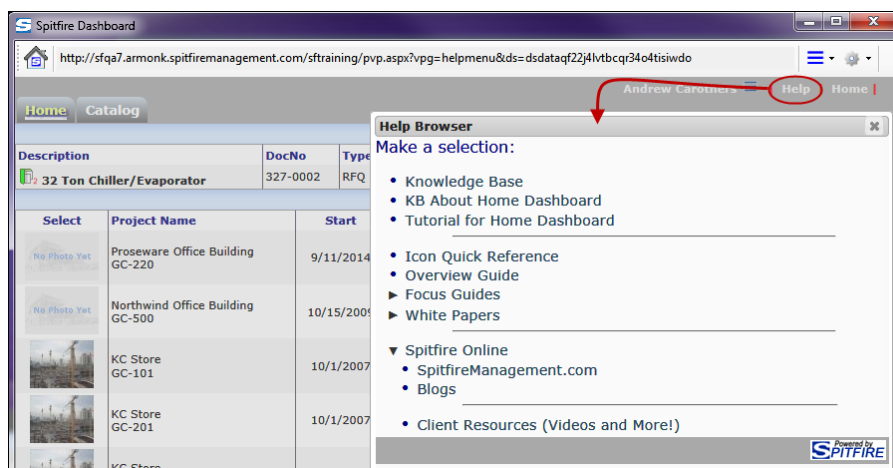 Spitfire Dashboard
http://sfqa7.armonk.spitfiremanagement.com/sftraining/pvp.aspx?vpg=helpmenu&ds=dsdataqf22j4lvtbcqr34o4tisiwdo
Andrew Carothers Help Home
Home Catalog
Help Browser
Make a selection:
• Knowledge Base
• KB About Home Dashboard
• Tutorial for Home Dashboard
• Icon Quick Reference
• Overview Guide
► Focus Guides
► White Papers
▼ Spitfire Online
• SpitfireManagement.com
• Blogs
• Client Resources (Videos and More!)
Powered by
SPITFIRE
Description DocNo Type
2 32 Ton Chiller/Evaporator 327-0002 RFQ
Select Project Name Start
No Photo Yet Proseware Office Building 9/11/2014
GC-220
No Photo Yet Northwind Office Building 10/15/2009
GC-500
KC Store 10/1/2007
GC-101
KC Store 10/1/2007
GC-201
KC Store